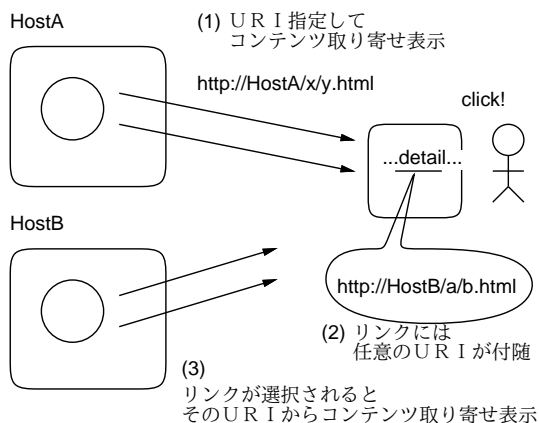 HostA
(1) ＵＲＩ指定して
コンテンツ取り寄せ表示
http://HostA/x/y.html
click!
...detail...
HostB
http://HostB/a/b.html
(2) リンクには
任意のＵＲＩが付随
(3)
リンクが選択されると
そのＵＲＩからコンテンツ取り寄せ表示